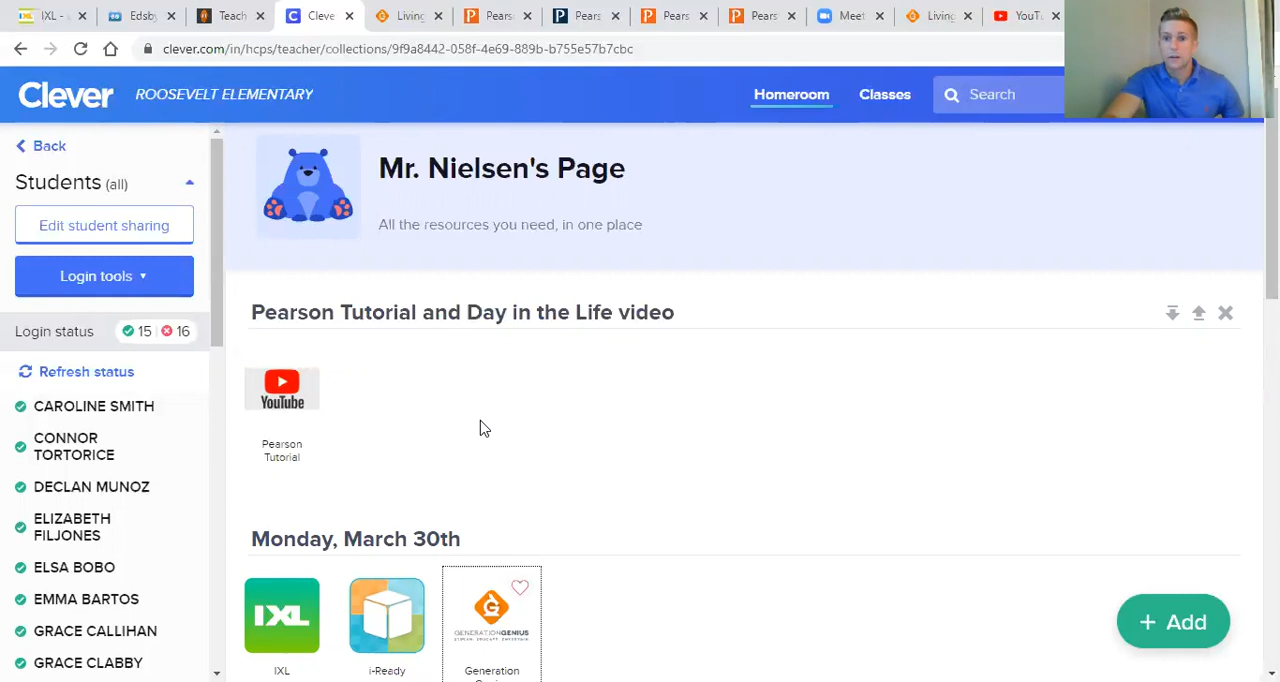 IXL -
Edsby
Teach
Cleve
Living
Pears
Pears
Pears
Pears
Meet
Living
YouTu
clever.com/in/hcps/teacher/collections/9f9a8442-058f-4e69-889b-b755e57b7cbc
Clever ROOSEVELT ELEMENTARY
Homeroom
Classes
Search
Back
Students (all)
Edit student sharing
Login tools
Login status
15
16
Refresh status
CAROLINE SMITH
CONNOR
TORTORICE
DECLAN MUNOZ
ELIZABETH
FILJONES
ELSA BOBO
EMMA BARTOS
GRACE CALLIHAN
GRACE CLABBY
Mr. Nielsen's Page
All the resources you need, in one place
Pearson Tutorial and Day in the Life video
YouTube
Pearson
Tutorial
Monday, March 30th
IXL
GENERATIONGENIUS
IXL
i-Ready
Generation
+ Add